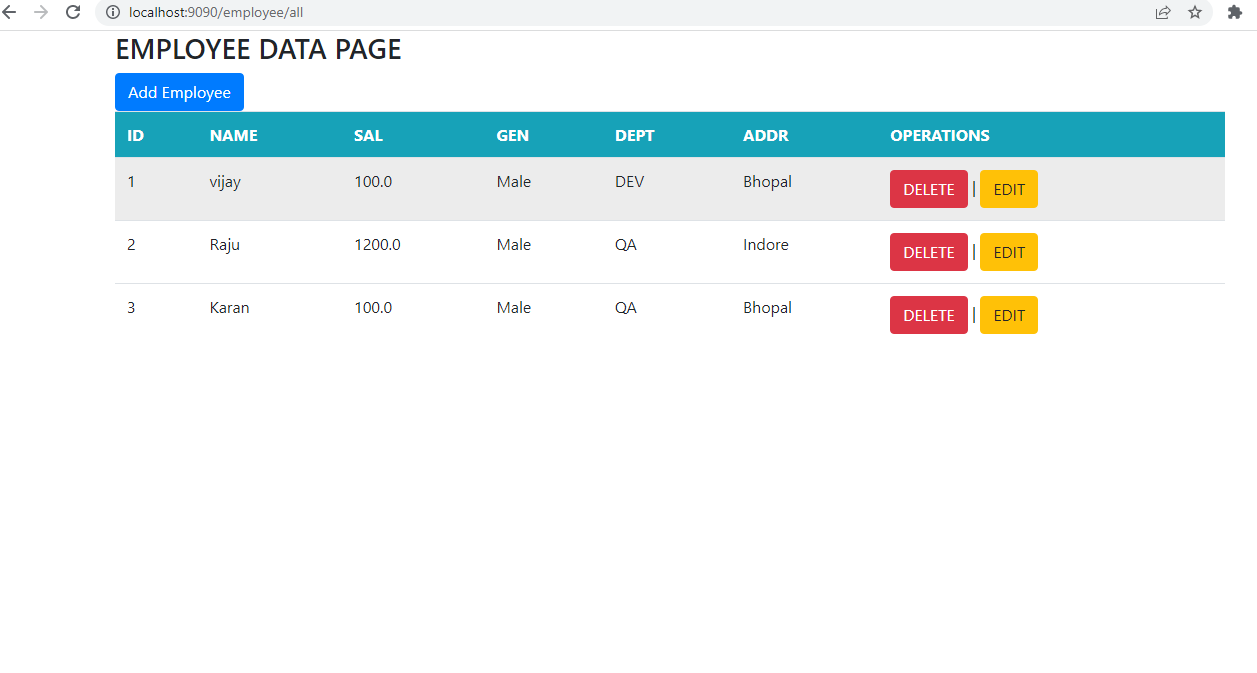 localhost:9090/employee/all
EMPLOYEE DATA PAGE
Add Employee
ID NAME SAL GEN DEPT ADDR OPERATIONS
1 vijay 100.0 Male DEV Bhopal DELETE | EDIT
2 Raju 1200.0 Male QA Indore DELETE | EDIT
3 Karan 100.0 Male QA Bhopal DELETE | EDIT